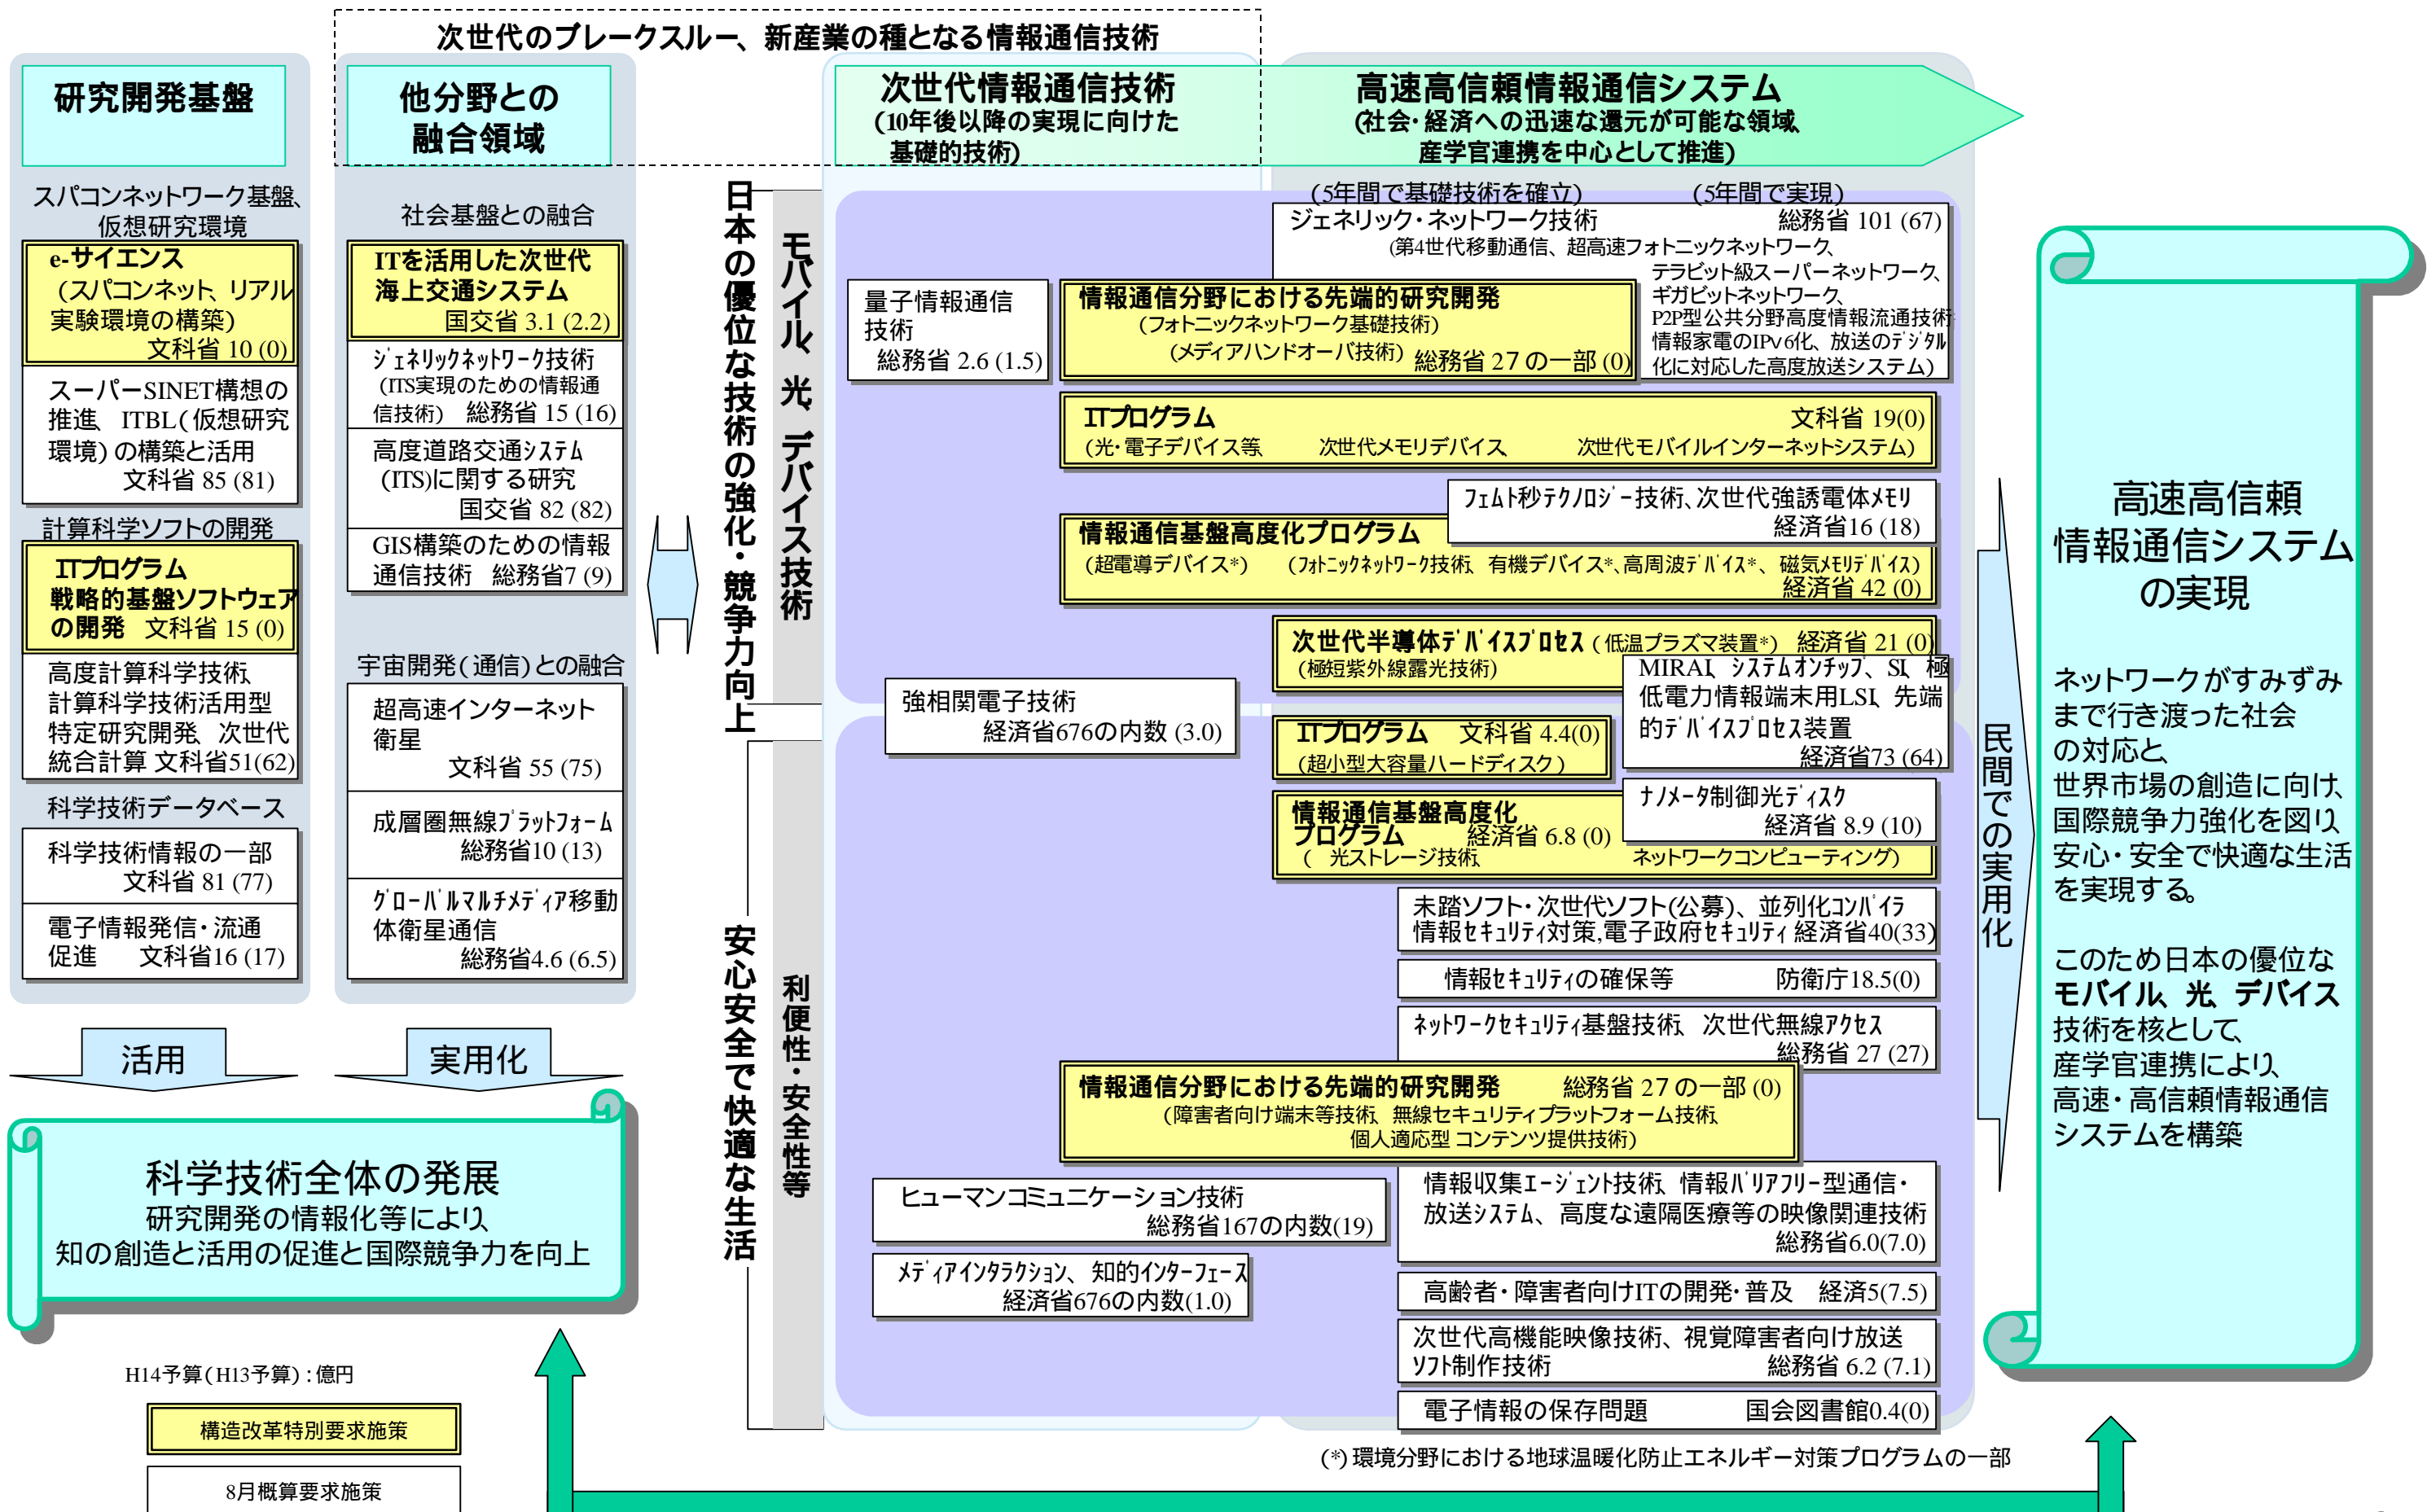 次世代のブレークスルー、新産業の種となる情報通信技術
研究開発基盤
他分野との
融合領域
次世代情報通信技術
(10年後以降の実現に向けた
基礎的技術)
高速高信頼情報通信システム
(社会・経済への迅速な還元が可能な領域、
産学官連携を中心として推進)
スパコンネットワーク基盤、
仮想研究環境
e-サイエンス
(スパコンネット、リアル
実験環境の構築)
文科省 10 (0)
スーパーSINET構想の
推進、ITBL(仮想研究
環境)の構築と活用
文科省 85 (81)
計算科学ソフトの開発
ITプログラム
戦略的基盤ソフトウェア
の開発 文科省 15 (0)
高度計算科学技術、
計算科学技術活用型
特定研究開発、次世代
統合計算 文科省51(62)
科学技術データベース
科学技術情報の一部
文科省 81 (77)
電子情報発信・流通
促進 文科省16 (17)
活用
社会基盤との融合
ITを活用した次世代
海上交通システム
国交省 3.1 (2.2)
ジェネリックネットワーク技術
(ITS実現のための情報通
信技術) 総務省 15 (16)
高度道路交通システム
(ITS)に関する研究
国交省 82 (82)
GIS構築のための情報
通信技術 総務省7 (9)
宇宙開発(通信)との融合
超高速インターネット
衛星
文科省 55 (75)
成層圏無線プラットフォーム
総務省10 (13)
グローバルマルチメディア移動
体衛星通信
総務省4.6 (6.5)
実用化
科学技術全体の発展
研究開発の情報化等により、
知の創造と活用の促進と国際競争力を向上
H14予算(H13予算):億円
構造改革特別要求施策
8月概算要求施策
日本の優位な技術の強化・競争力向上
モバイル、光、デバイス技術
安心安全で快適な生活
利便性・安全性等
(5年間で基礎技術を確立) (5年間で実現)
ジェネリック・ネットワーク技術 総務省 101 (67)
(第4世代移動通信、超高速フォトニックネットワーク、
テラビット級スーパーネットワーク、
ギガビットネットワーク、
P2P型公共分野高度情報流通技術
情報家電のIPv6化、放送のデジタル
化に対応した高度放送システム)
量子情報通信
技術
総務省 2.6 (1.5)
情報通信分野における先端的研究開発
(フォトニックネットワーク基礎技術)
(メディアハンドオーバ技術) 総務省 27 の一部 (0)
ITプログラム 文科省 19(0)
(光・電子デバイス等、 次世代メモリデバイス、 次世代モバイルインターネットシステム)
フェムト秒テクノロジー技術、次世代強誘電体メモリ
経済省16 (18)
情報通信基盤高度化プログラム
(超電導デバイス*) (フォトニックネットワーク技術、有機デバイス*、高周波デバイス*、磁気メモリデバイス)
経済省 42 (0)
次世代半導体デバイスプロセス (低温プラズマ装置*) 経済省 21 (0)
(極短紫外線露光技術)
MIRAI、システムオンチップ、SI、極
低電力情報端末用LSI、先端
的デバイスプロセス装置
経済省73 (64)
強相関電子技術
経済省676の内数 (3.0)
ITプログラム 文科省 4.4(0)
(超小型大容量ハードディスク)
ナノメータ制御光ディスク
経済省 8.9 (10)
情報通信基盤高度化
プログラム 経済省 6.8 (0)
( 光ストレージ技術、 ネットワークコンピューティング)
未踏ソフト・次世代ソフト(公募)、並列化コンパイラ
情報セキュリティ対策,電子政府セキュリティ 経済省40(33)
情報セキュリティの確保等 防衛庁18.5(0)
ネットワークセキュリティ基盤技術、次世代無線アクセス
総務省 27 (27)
情報通信分野における先端的研究開発 総務省 27 の一部 (0)
(障害者向け端末等技術、無線セキュリティプラットフォーム技術、
個人適応型 コンテンツ提供技術)
ヒューマンコミュニケーション技術
総務省167の内数(19)
情報収集エージェント技術、情報バリアフリー型通信・
放送システム、高度な遠隔医療等の映像関連技術
総務省6.0(7.0)
メディアインタラクション、知的インターフェース
経済省676の内数(1.0)
高齢者・障害者向けITの開発・普及 経済5(7.5)
次世代高機能映像技術、視覚障害者向け放送
ソフト制作技術 総務省 6.2 (7.1)
電子情報の保存問題 国会図書館0.4(0)
(*)環境分野における地球温暖化防止エネルギー対策プログラムの一部
民間での実用化
高速高信頼
情報通信システム
の実現
ネットワークがすみずみ
まで行き渡った社会
の対応と、
世界市場の創造に向け、
国際競争力強化を図り、
安心・安全で快適な生活
を実現する。
このため日本の優位な
モバイル、光、デバイス
技術を核として、
産学官連携により、
高速・高信頼情報通信
システムを構築